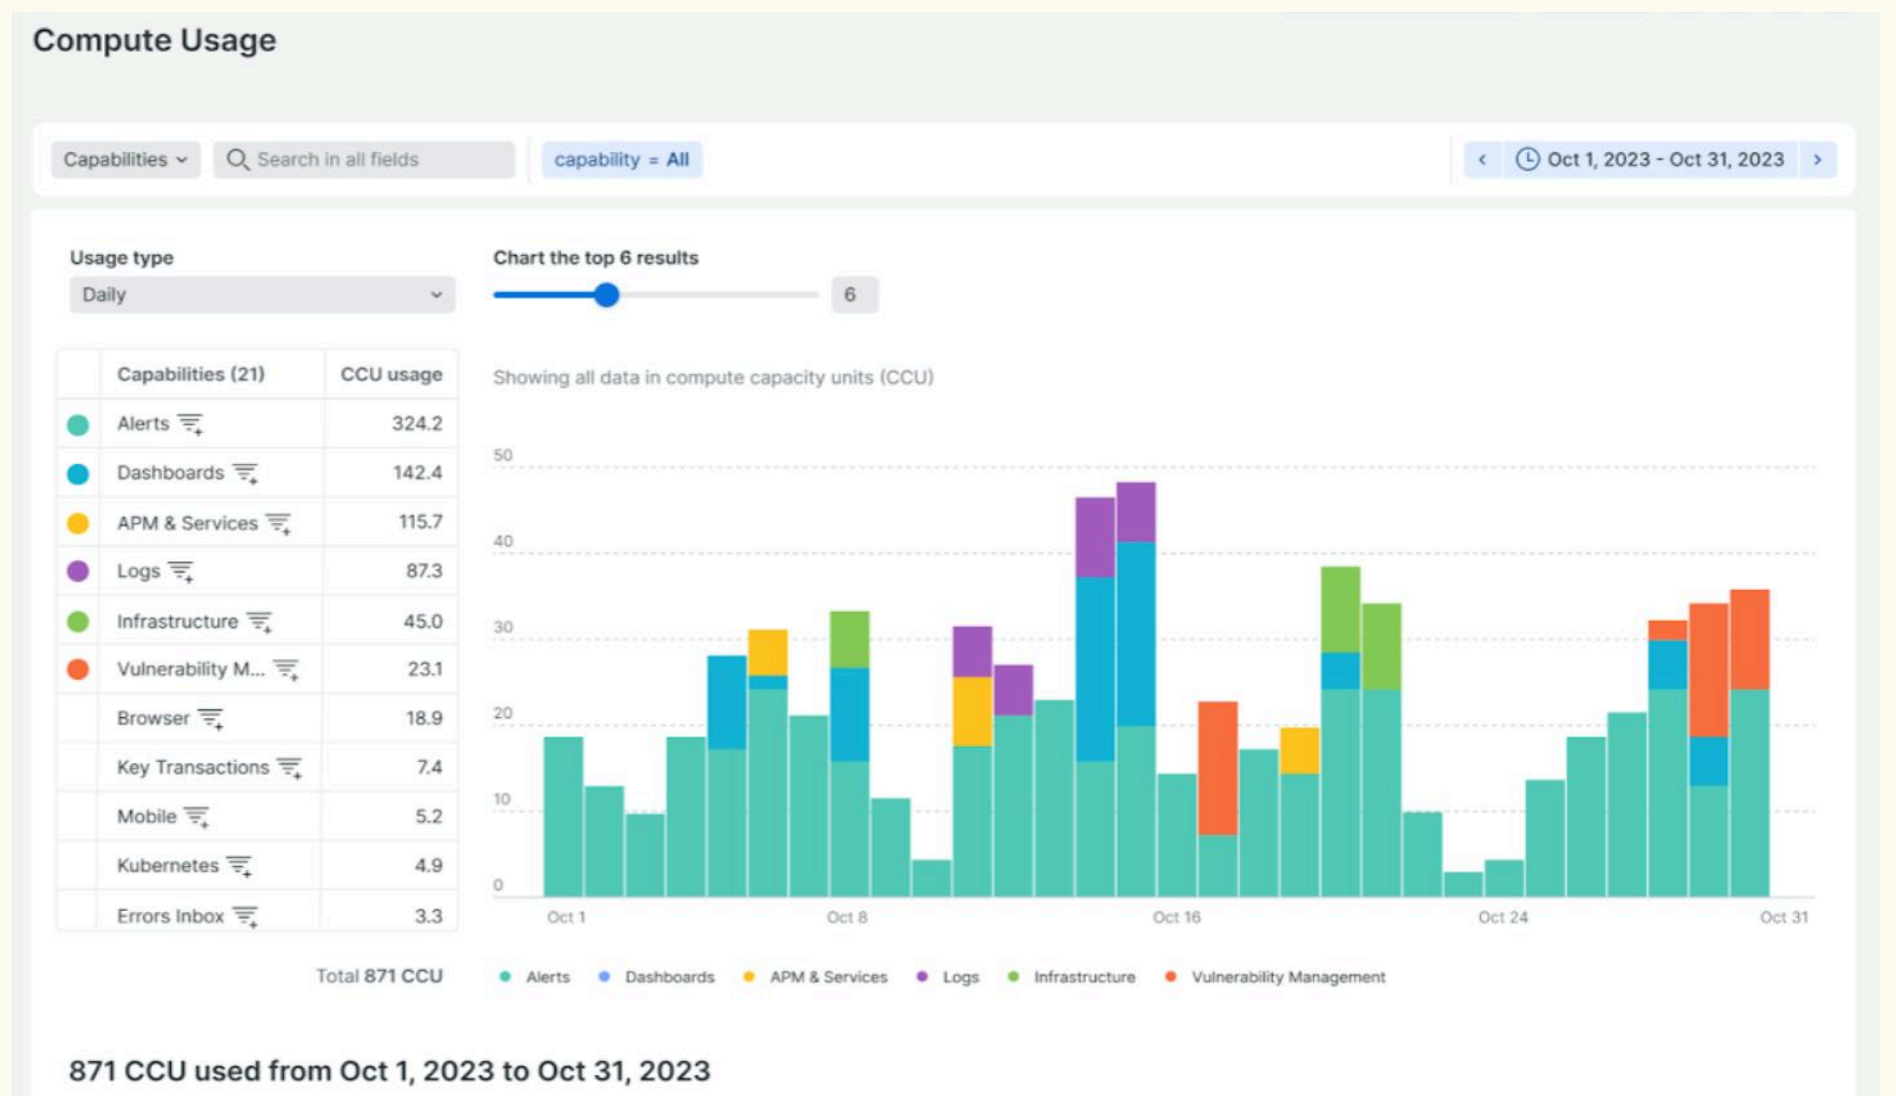 Compute Usage
Capabilities Search in all fields capability = All Oct 1, 2023 - Oct 31, 2023
Usage type
Daily
Chart the top 6 results
6
Capabilities (21) CCU usage
Alerts 324.2
Dashboards 142.4
APM & Services 115.7
Logs 87.3
Infrastructure 45.0
Vulnerability M... 23.1
Browser 18.9
Key Transactions 7.4
Mobile 5.2
Kubernetes 4.9
Errors Inbox 3.3
Total 871 CCU
Showing all data in compute capacity units (CCU)
50
40
30
20
10
0
Oct 1 Oct 8 Oct 16 Oct 24 Oct 31
Alerts Dashboards APM & Services Logs Infrastructure Vulnerability Management
871 CCU used from Oct 1, 2023 to Oct 31, 2023